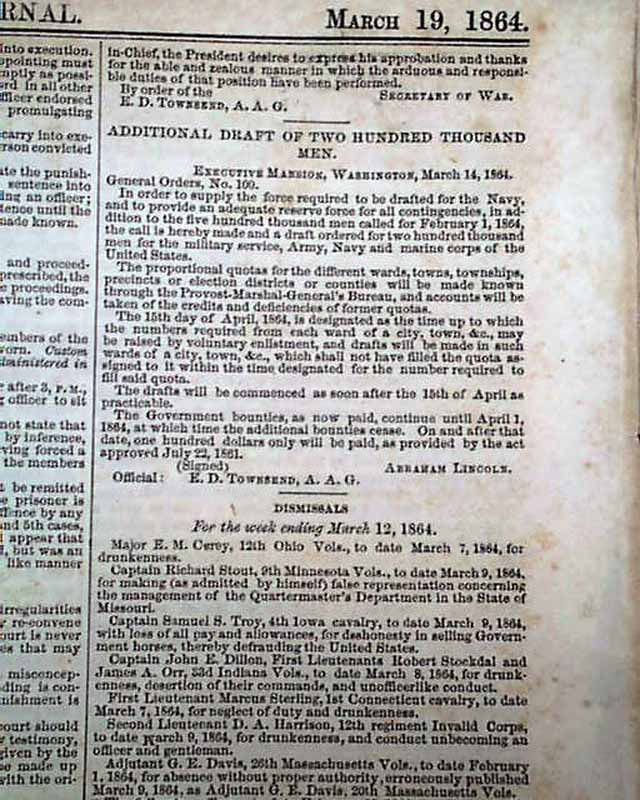 RNAL.
March 19, 1864.
into execution.
ppointing must
mptly as possi-
rd in all other
fficer endorsed
promulgating
carry into exe-
erson convicted
ate the punish-
sentence into
ing an officer;
tence until the
made known.
and proceed-
prescribed, the
e proceedings.
aving the com-
embers of the
worn. Custom
dministered in
after 3, P. M.,
officer to sit
not state that
by inference,
ving forced a
the members
t be remitted
e prisoner is
ffence by any
and 5th cases,
l appear that
d, but was an
like manner
irregularities
y re-convene
ourt is never
es that may
misconcep-
ding is con-
nishment is
court should
testimony,
given by the
be made up
with the ori-
in-Chief, the President desires to express his approbation and thanks
for the able and zealous manner in which the arduous and responsi-
ble duties of that position have been performed.
By order of the Secretary of War.
E. D. Townsend, A. A. G.
ADDITIONAL DRAFT OF TWO HUNDRED THOUSAND
MEN.
Executive Mansion, Washington, March 14, 1864.
General Orders, No. 100.
In order to supply the force required to be drafted for the Navy,
and to provide an adequate reserve force for all contingencies, in ad-
dition to the five hundred thousand men called for February 1, 1864,
the call is hereby made and a draft ordered for two hundred thousand
men for the military service, Army, Navy and marine corps of the
United States.
The proportional quotas for the different wards, towns, townships,
precincts or election districts or counties will be made known
through the Provost-Marshal-General's Bureau, and accounts will be
taken of the credits and deficiencies of former quotas.
The 15th day of April, 1864, is designated as the time up to which
the numbers required from each ward of a city, town, &c., may
be raised by voluntary enlistment, and drafts will be made in such
wards of a city, town, &c., which shall not have filled the quota as-
signed to it within the time designated for the number required to
fill said quota.
The drafts will be commenced as soon after the 15th of April as
practicable.
The Government bounties, as now paid, continue until April 1,
1864, at which time the additional bounties cease. On and after that
date, one hundred dollars only will be paid, as provided by the act
approved July 22, 1861.
(Signed) Abraham Lincoln.
Official: E. D. Townsend, A. A. G.
DISMISSALS
For the week ending March 12, 1864.
Major E. M. Carey, 12th Ohio Vols., to date March 7, 1864, for
drunkenness.
Captain Richard Stout, 9th Minnesota Vols., to date March 9, 1864,
for making (as admitted by himself) false representation concerning
the management of the Quartermaster's Department in the State of
Missouri.
Captain Samuel S. Troy, 4th Iowa cavalry, to date March 9, 1864,
with loss of all pay and allowances, for dishonesty in selling Govern-
ment horses, thereby defrauding the United States.
Captain John E. Dillon, First Lieutenants Robert Stockdal and
James A. Orr, 33d Indiana Vols., to date March 8, 1864, for drunk-
enness, desertion of their commands, and unofficerlike conduct.
First Lieutenant Marcus Sterling, 1st Connecticut cavalry, to date
March 7, 1864, for neglect of duty and drunkenness.
Second Lieutenant D. A. Harrison, 12th regiment Invalid Corps,
to date March 9, 1864, for drunkenness, and conduct unbecoming an
officer and gentleman.
Adjutant G. E. Davis, 26th Massachusetts Vols., to date February
1, 1864, for absence without proper authority, erroneously published
March 9, 1864, as Adjutant G. E. Davis, 20th Massachusetts Vols.